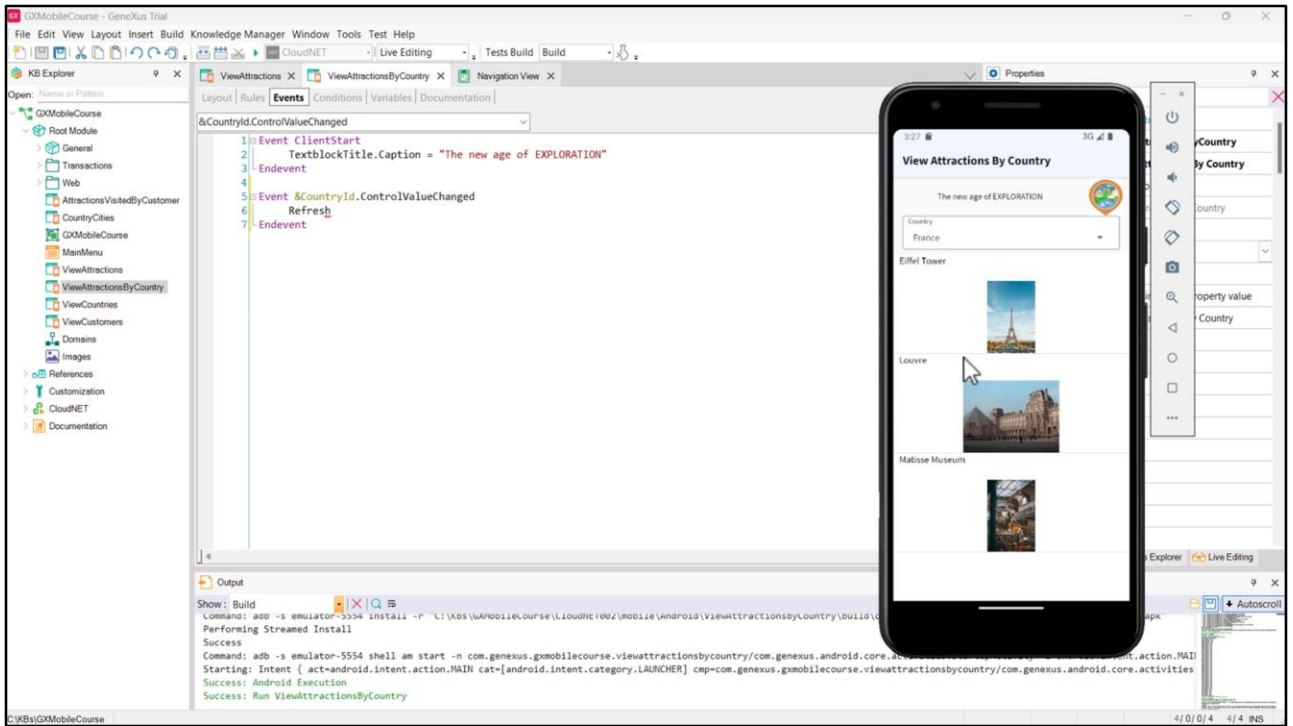 GX GXMobileCourse - GeneXus Trial
File Edit View Layout Insert Build Knowledge Manager Window Tools Test Help
CloudNET Live Editing Tests Build Build
KB Explorer
Open: Name or Pattern...
GXMobileCourse
Root Module
General
Transactions
Web
AttractionsVisitedByCustomer
CountryCities
GXMobileCourse
MainMenu
ViewAttractions
ViewAttractionsByCountry
ViewCountries
ViewCustomers
Domains
Images
References
Customization
CloudNET
Documentation
ViewAttractions X ViewAttractionsByCountry X Navigation View X
Layout | Rules | Events | Conditions | Variables | Documentation |
&CountryId.ControlValueChanged
1 Event ClientStart
2 TextblockTitle.Caption = "The new age of EXPLORATION"
3 Endevent
4
5 Event &CountryId.ControlValueChanged
6 Refresh
7 Endevent
Properties
yCountry
By Country
ountry
roperty value
Country
Explorer Live Editing
3:27 3G
View Attractions By Country
The new age of EXPLORATION
Country
France
Eiffel Tower
Louvre
Matisse Museum
Output
Show: Build
Autoscroll
Performing Streamed Install
Success
Command: adb -s emulator-5554 shell am start -n com.genexus.gxmobilecourse.viewattractionsbycountry/com.genexus.android.core.ac
Starting: Intent { act=android.intent.action.MAIN cat=[android.intent.category.LAUNCHER] cmp=com.genexus.gxmobilecourse.viewattractionsbycountry/com.genexus.android.core.activities
Success: Android Execution
Success: Run ViewAttractionsByCountry
C:\KBs\GXMobileCourse 4/0/0/4 4/4 INS